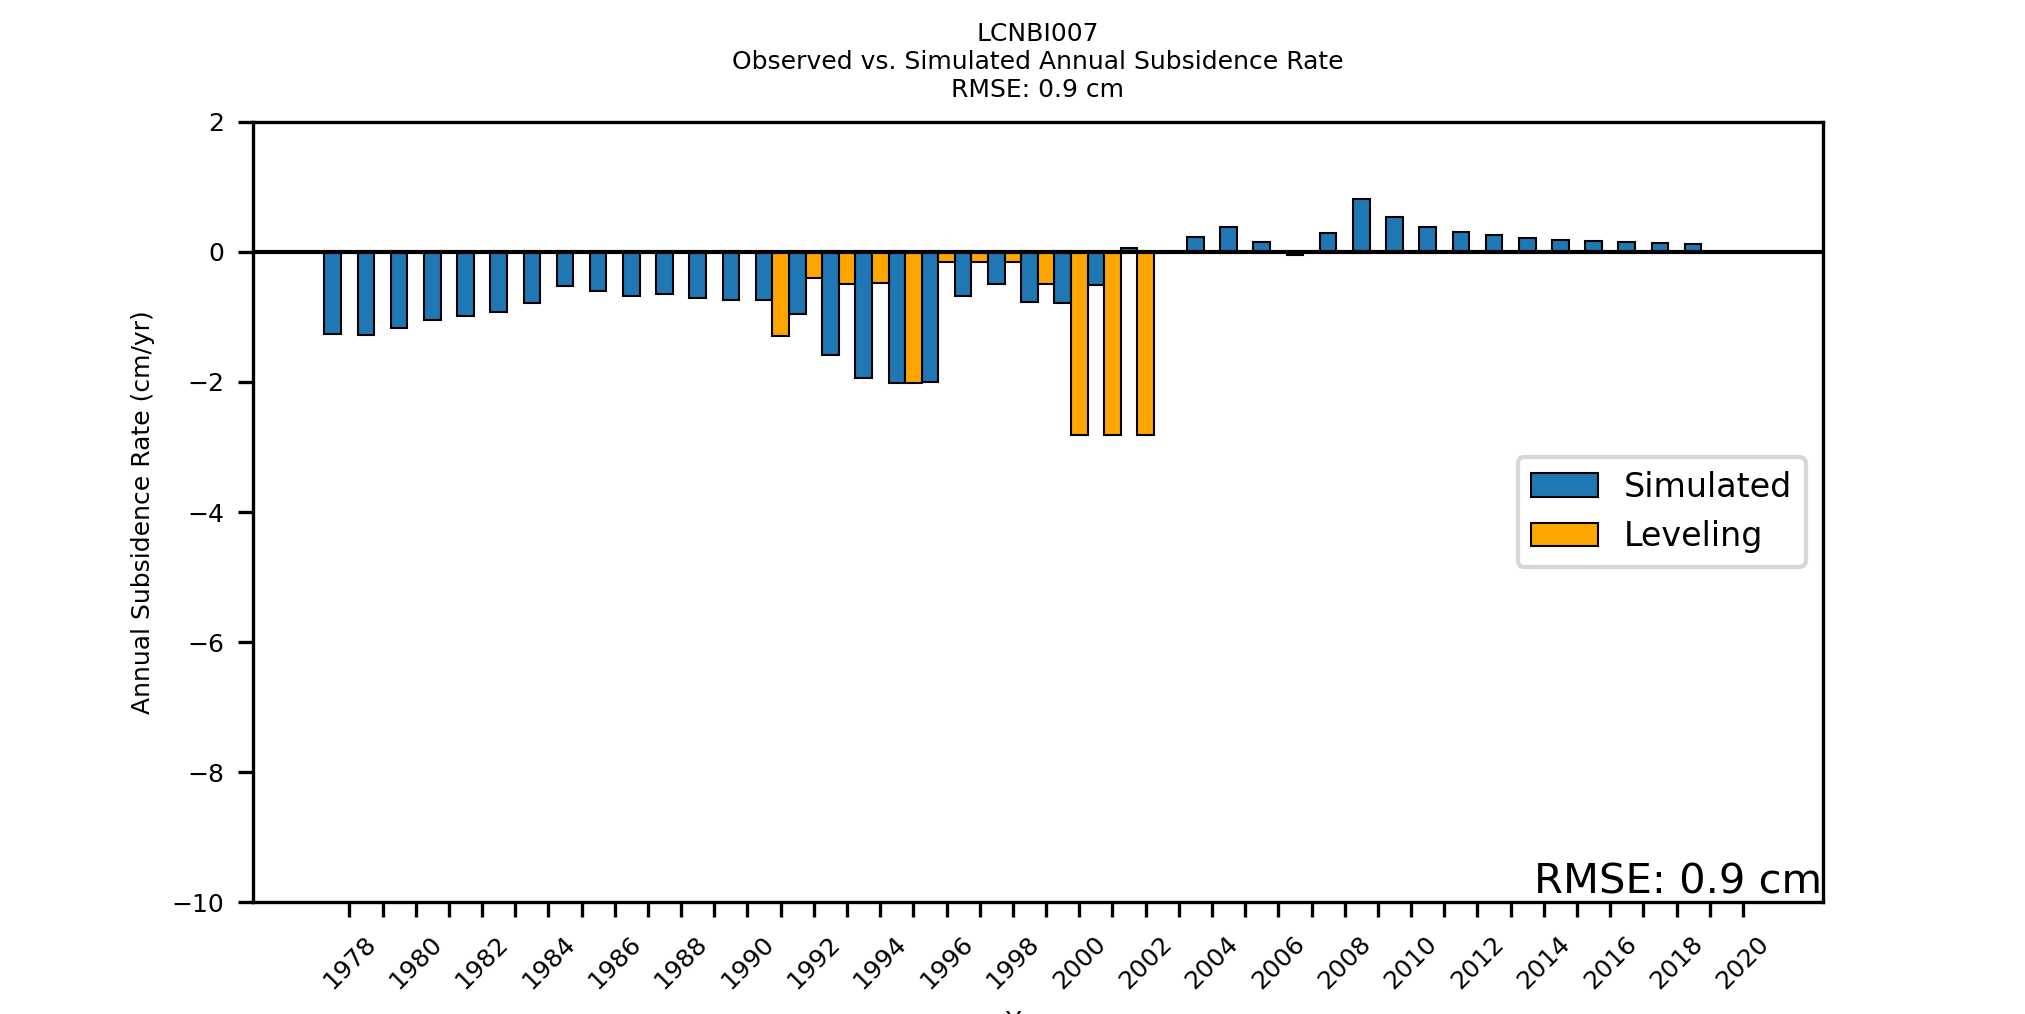 LCNBI007
Observed vs. Simulated Annual Subsidence Rate
RMSE: 0.9 cm
2
0
−2
−4
−6
−8
−10
Annual Subsidence Rate (cm/yr)
Simulated
Leveling
RMSE: 0.9 cm
1978 1980 1982 1984 1986 1988 1990 1992 1994 1996 1998 2000 2002 2004 2006 2008 2010 2012 2014 2016 2018 2020